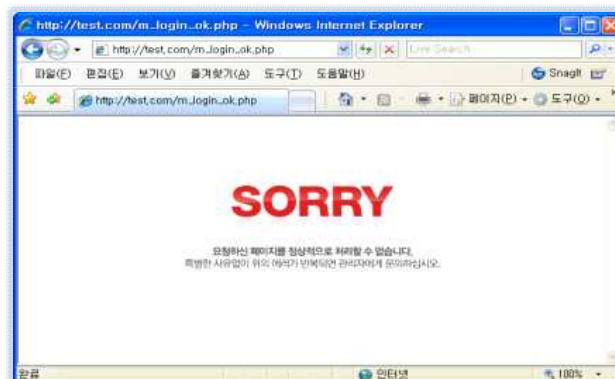 http://test.com/m_login_ok.php - Windows Internet Explorer
http://test.com/m_login_ok.php
Live Search
파일(F) 편집(E) 보기(V) 즐겨찾기(A) 도구(T) 도움말(H)
SnagIt
http://test.com/m_login_ok.php
페이지(P) 도구(O)
SORRY
요청하신 페이지를 정상적으로 처리할 수 없습니다.
특별한 사유없이 위의 에러가 반복되면 관리자에게 문의하십시오.
완료 인터넷 100%